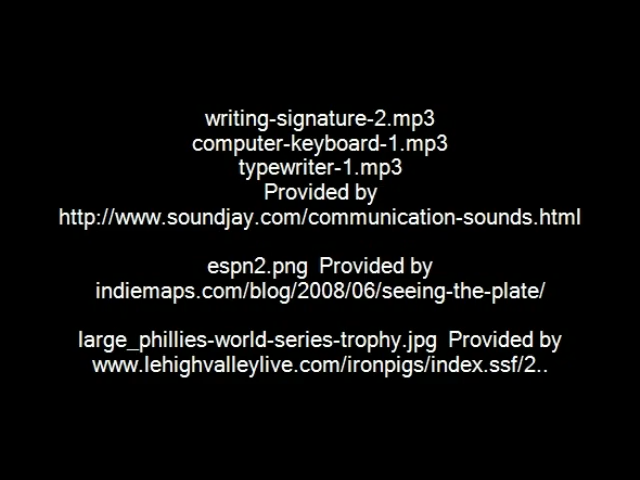 writing-signature-2.mp3
computer-keyboard-1.mp3
typewriter-1.mp3
Provided by
http://www.soundjay.com/communication-sounds.html
espn2.png  Provided by
indiemaps.com/blog/2008/06/seeing-the-plate/
large_phillies-world-series-trophy.jpg  Provided by
www.lehighvalleylive.com/ironpigs/index.ssf/2..